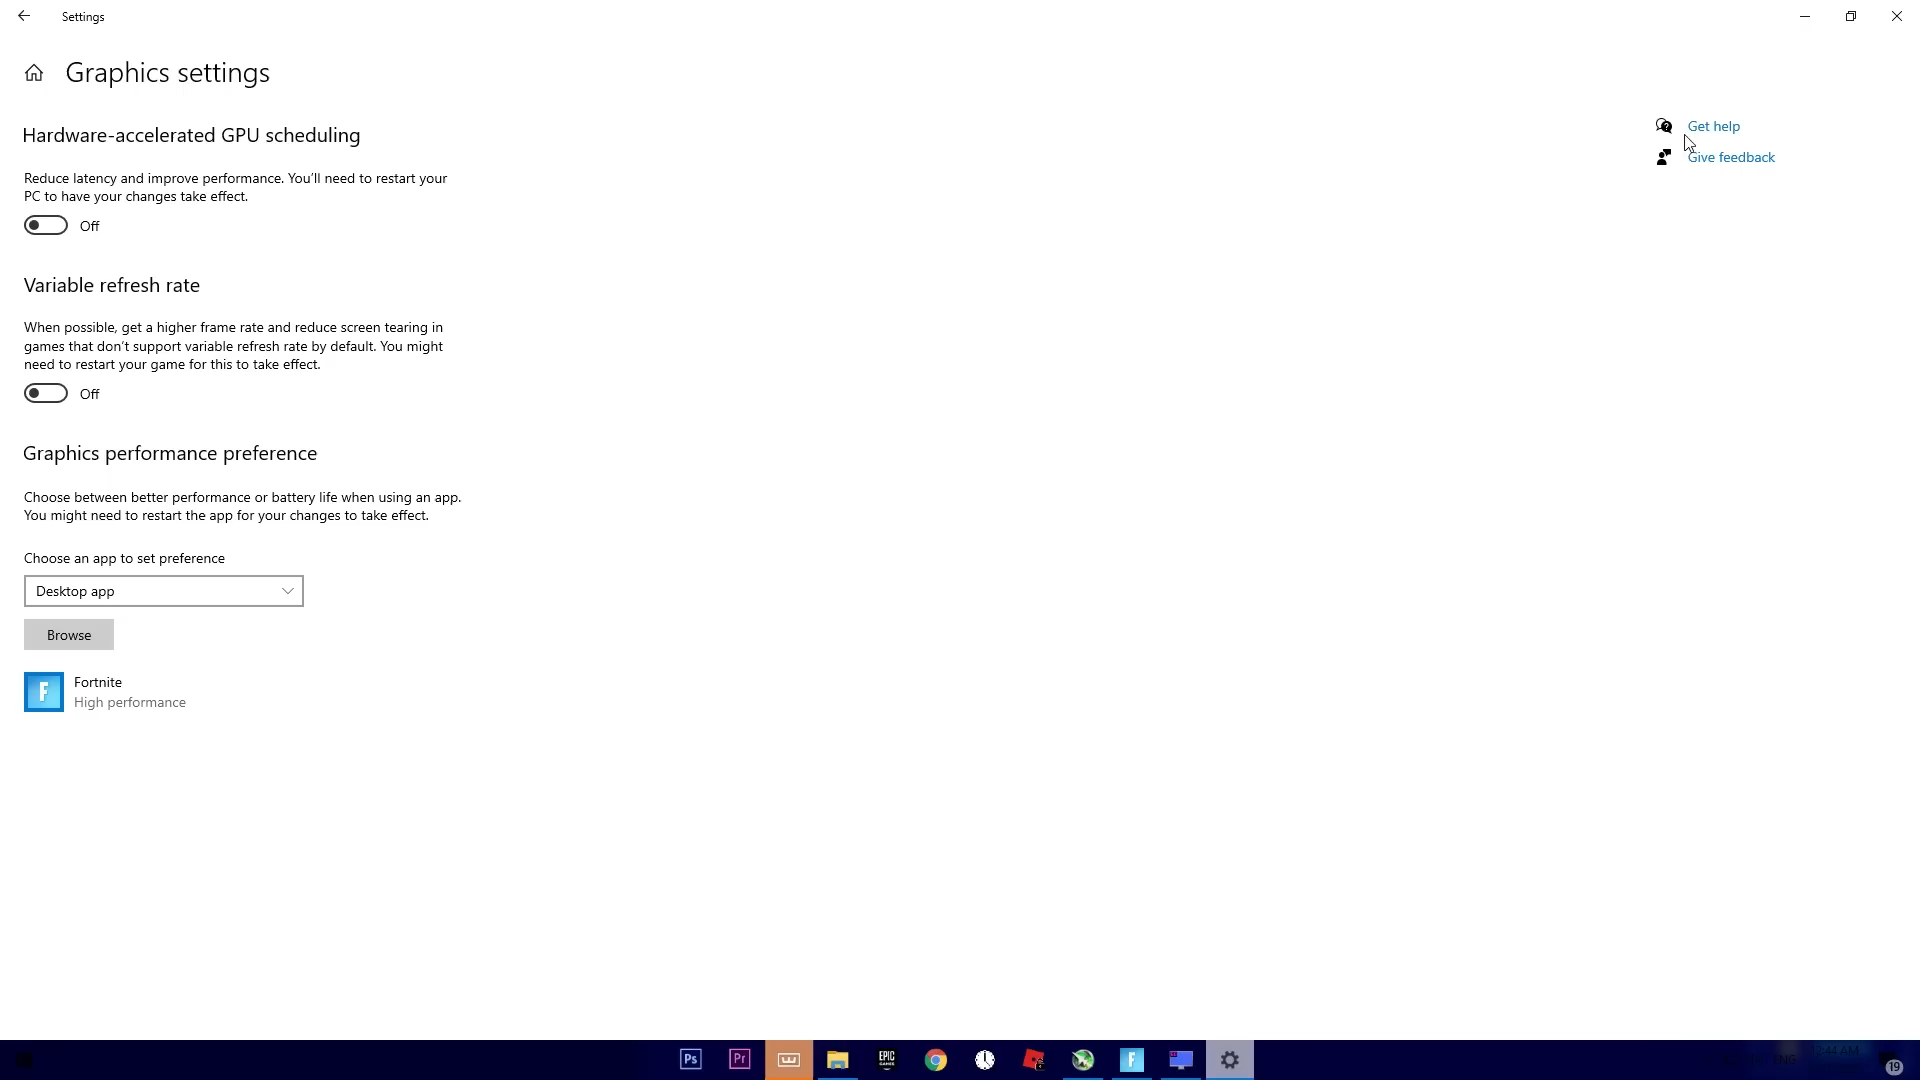 Settings
Graphics settings
Hardware-accelerated GPU scheduling
Reduce latency and improve performance. You'll need to restart your
PC to have your changes take effect.
Off
Variable refresh rate
When possible, get a higher frame rate and reduce screen tearing in
games that don't support variable refresh rate by default. You might
need to restart your game for this to take effect.
Off
Graphics performance preference
Choose between better performance or battery life when using an app.
You might need to restart the app for your changes to take effect.
Choose an app to set preference
Desktop app
Browse
F
Fortnite
High performance
Get help
Give feedback
Ps
Pr
EPIC
GAMES
F
19